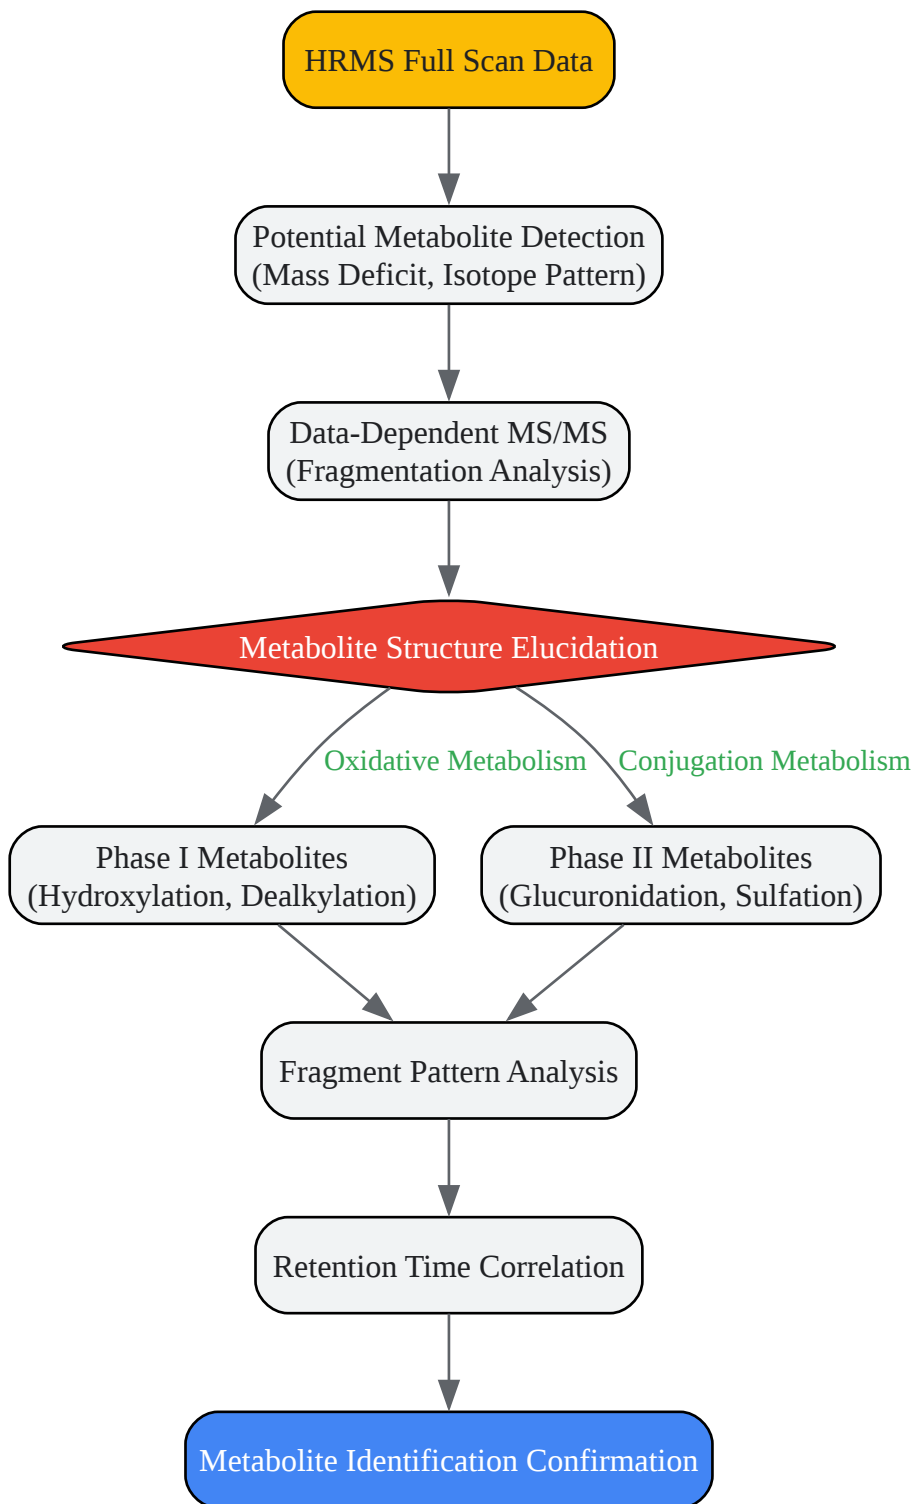 HRMS Full Scan Data
Potential Metabolite Detection
(Mass Deficit, Isotope Pattern)
Data-Dependent MS/MS
(Fragmentation Analysis)
Metabolite Structure Elucidation
Oxidative Metabolism
Conjugation Metabolism
Phase I Metabolites
(Hydroxylation, Dealkylation)
Phase II Metabolites
(Glucuronidation, Sulfation)
Fragment Pattern Analysis
Retention Time Correlation
Metabolite Identification Confirmation